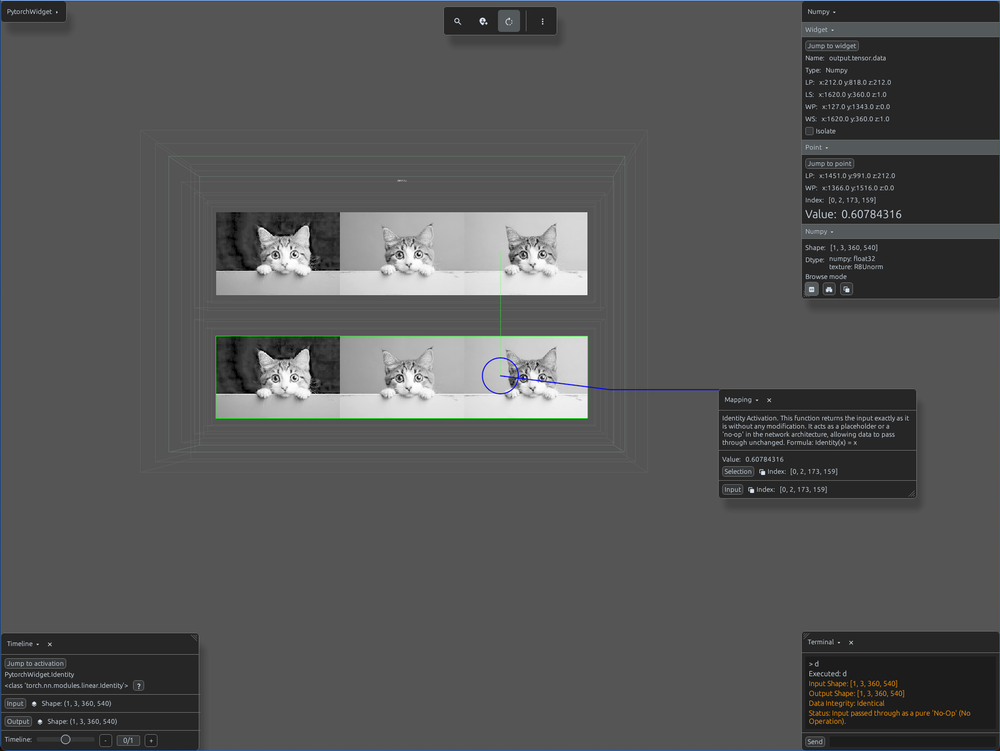 PytorchWidget
Numpy
Widget
Jump to widget
Name: output.tensor.data
Type: Numpy
LP: x:212.0 y:818.0 z:212.0
LS: x:1620.0 y:360.0 z:1.0
WP: x:127.0 y:1343.0 z:0.0
WS: x:1620.0 y:360.0 z:1.0
Isolate
Point
Jump to point
LP: x:1451.0 y:991.0 z:212.0
WP: x:1366.0 y:1516.0 z:0.0
Index: [0, 2, 173, 159]
Value: 0.60784316
Numpy
Shape: [1, 3, 360, 540]
Dtype: numpy: float32
texture: R8Unorm
Browse mode
Mapping
Identity Activation. This function returns the input exactly as it
is without any modification. It acts as a placeholder or a
'no-op' in the network architecture, allowing data to pass
through unchanged. Formula: Identity(x) = x
Value: 0.60784316
Selection Index: [0, 2, 173, 159]
Input Index: [0, 2, 173, 159]
Timeline
Jump to activation
PytorchWidget.Identity
<class 'torch.nn.modules.linear.Identity'> ?
Input Shape: (1, 3, 360, 540)
Output Shape: (1, 3, 360, 540)
Timeline: - 0/1 +
Terminal
> d
Executed: d
Input Shape: [1, 3, 360, 540]
Output Shape: [1, 3, 360, 540]
Data Integrity: Identical
Status: Input passed through as a pure 'No-Op' (No
Operation).
Send